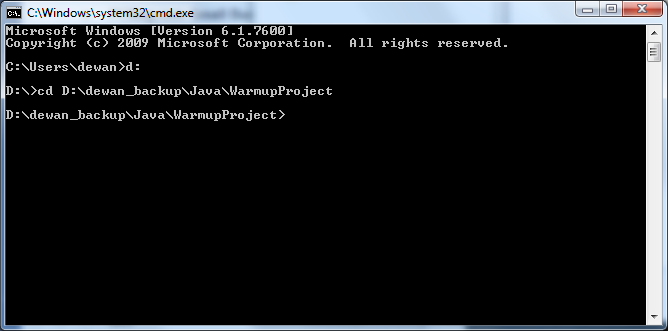 C:\Windows\system32\cmd.exe
Microsoft Windows [Version 6.1.7600]
Copyright (c) 2009 Microsoft Corporation.  All rights reserved.
C:\Users\dewan>d:
D:\>cd D:\dewan_backup\Java\WarmupProject
D:\dewan_backup\Java\WarmupProject>